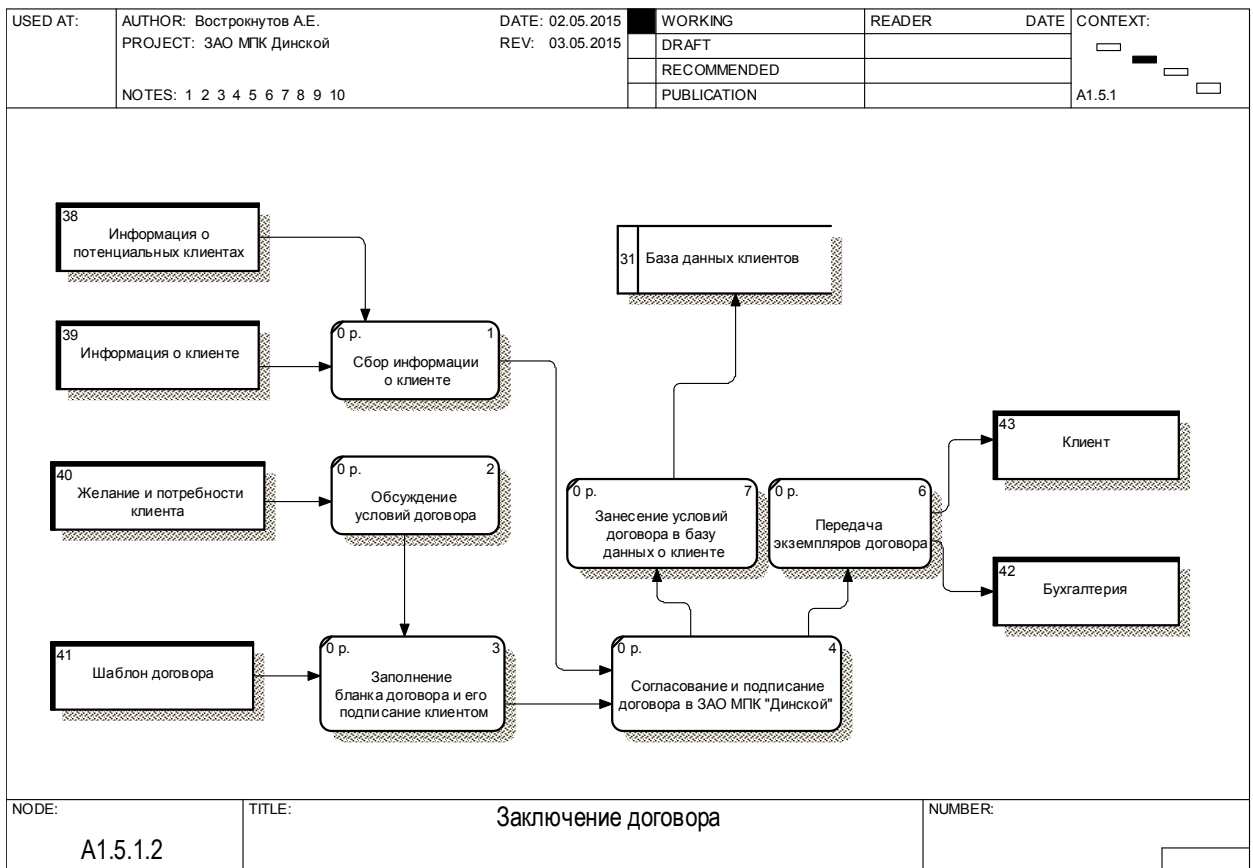 USED AT:
AUTHOR: Вострокнутов А.Е.
DATE: 02.05.2015
PROJECT: ЗАО МПК Динской
REV: 03.05.2015
NOTES: 1 2 3 4 5 6 7 8 9 10
WORKING
DRAFT
RECOMMENDED
PUBLICATION
READER
DATE
CONTEXT:
A1.5.1
38
Информация о
потенциальных клиентах
31
База данных клиентов
39
Информация о клиенте
0 р.
1
Сбор информации
о клиенте
43
Клиент
40
Желание и потребности
клиента
0 р.
2
Обсуждение
условий договора
0 р.
7
Занесение условий
договора в базу
данных о клиенте
0 р.
6
Передача
экземпляров договора
42
Бухгалтерия
41
Шаблон договора
0 р.
3
Заполнение
бланка договора и его
подписание клиентом
0 р.
4
Согласование и подписание
договора в ЗАО МПК "Динской"
NODE:
A1.5.1.2
TITLE:
Заключение договора
NUMBER: